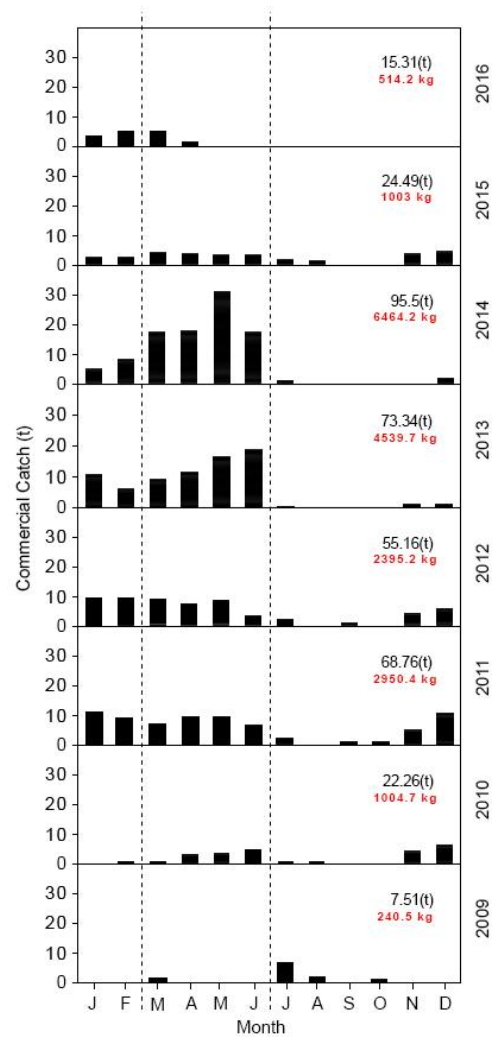 Commercial Catch (t)
30
20
10
0
15.31(t)
514.2 kg
2016
30
20
10
0
24.49(t)
1003 kg
2015
30
20
10
0
95.5(t)
6464.2 kg
2014
30
20
10
0
73.34(t)
4539.7 kg
2013
30
20
10
0
55.16(t)
2395.2 kg
2012
30
20
10
0
68.76(t)
2950.4 kg
2011
30
20
10
0
22.26(t)
1004.7 kg
2010
30
20
10
0
7.51(t)
240.5 kg
2009
J F M A M J J A S O N D
Month